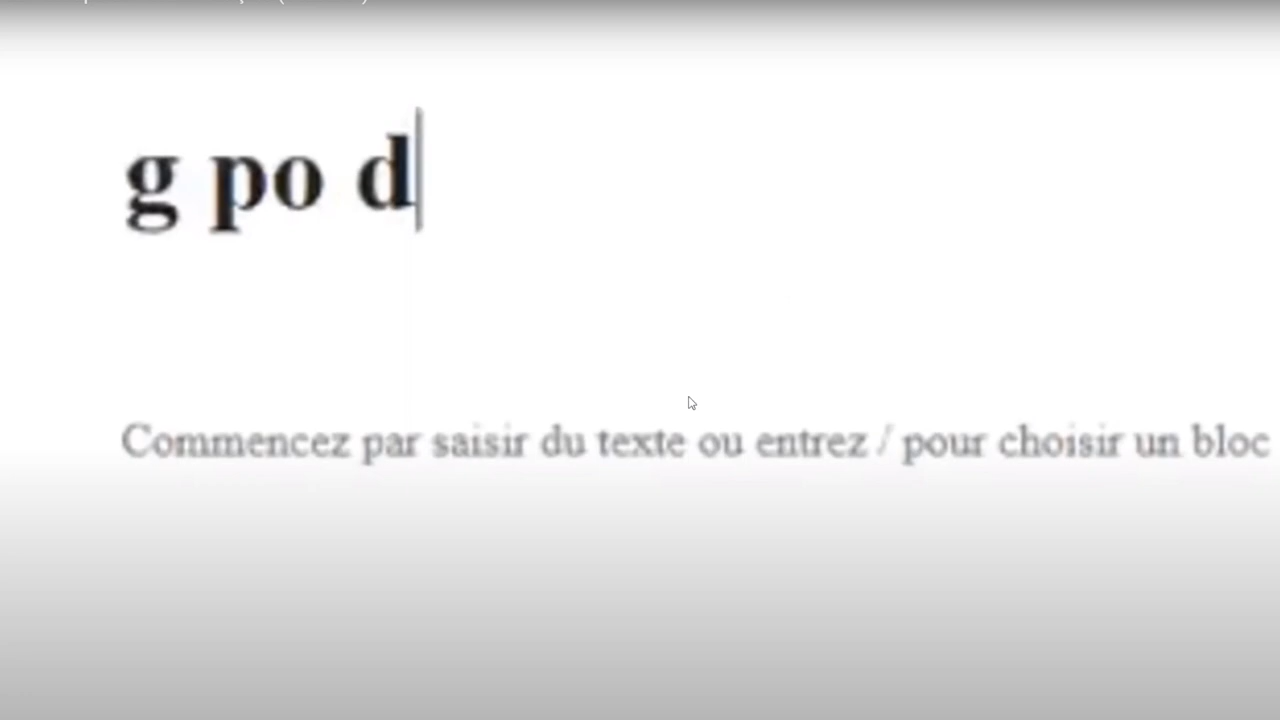 g po d
Commencez par saisir du texte ou entrez / pour choisir un bloc